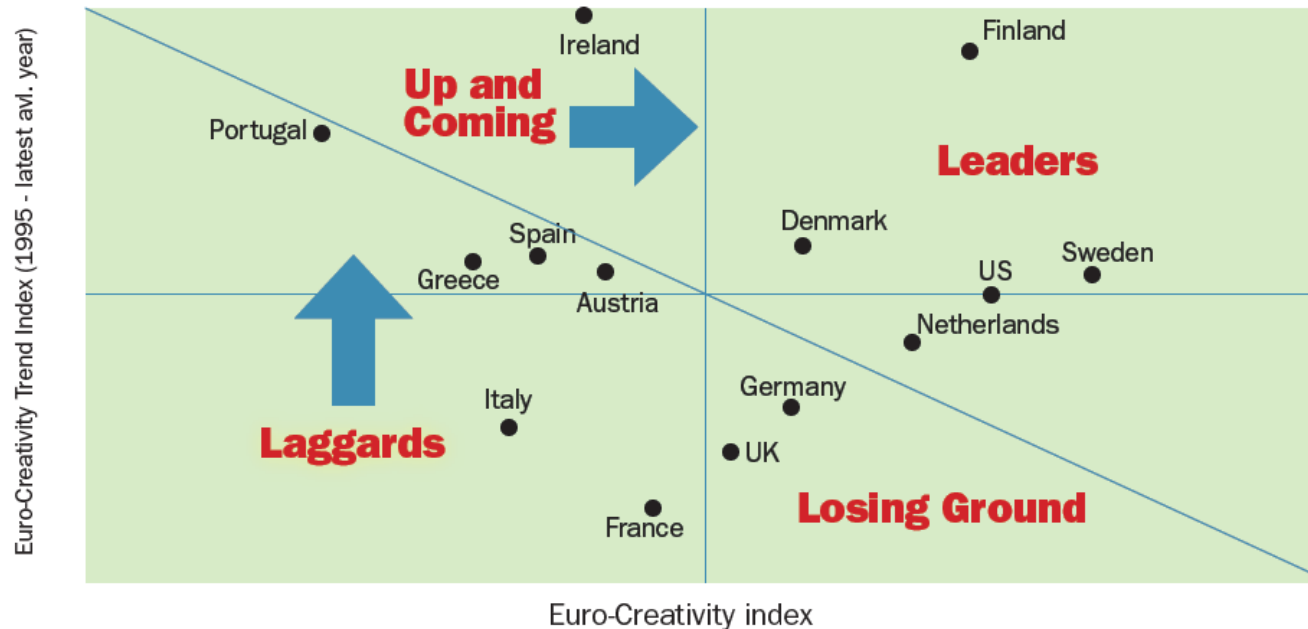 Euro-Creativity Trend Index (1995 - latest avl. year)
Ireland
Finland
Up and
Coming
Portugal
Leaders
Denmark
Spain
Sweden
Greece
US
Austria
Netherlands
Germany
Italy
Laggards
UK
Losing Ground
France
Euro-Creativity index